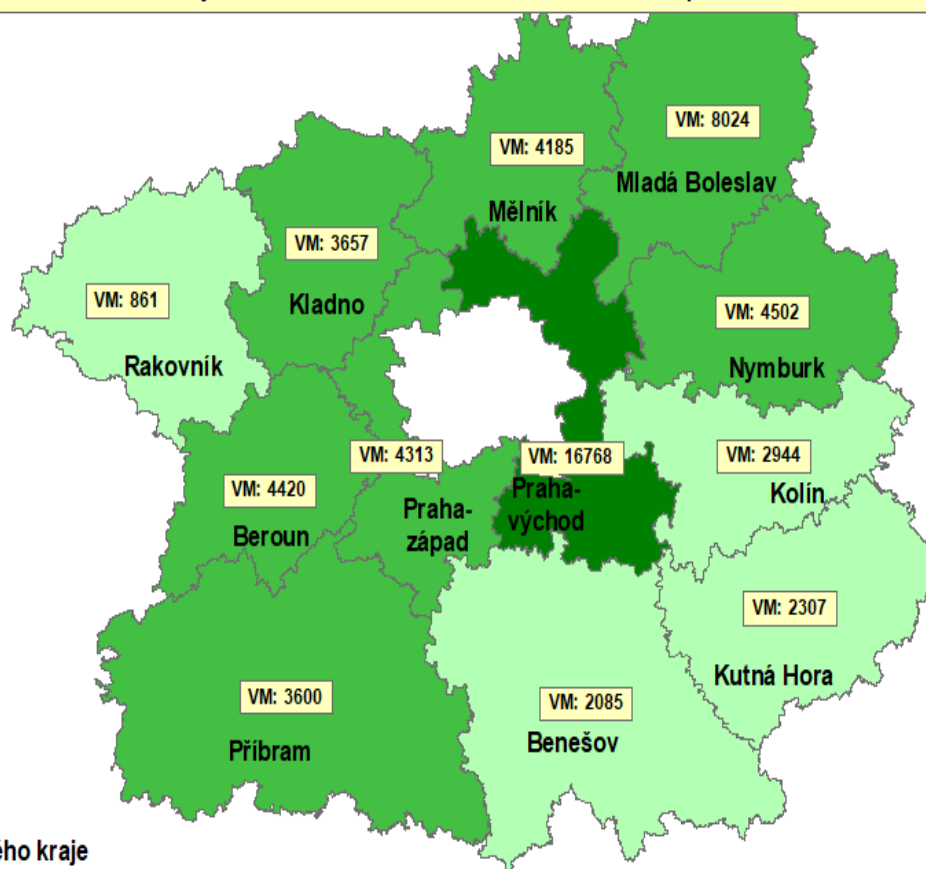 VM: 8024
Mladá Boleslav
VM: 4185
Mělník
VM: 3657
Kladno
VM: 861
Rakovník
VM: 4502
Nymburk
VM: 4313
Praha-
západ
VM: 16768
Praha-
východ
VM: 2944
Kolín
VM: 4420
Beroun
VM: 2307
Kutná Hora
VM: 3600
Příbram
VM: 2085
Benešov
ého kraje